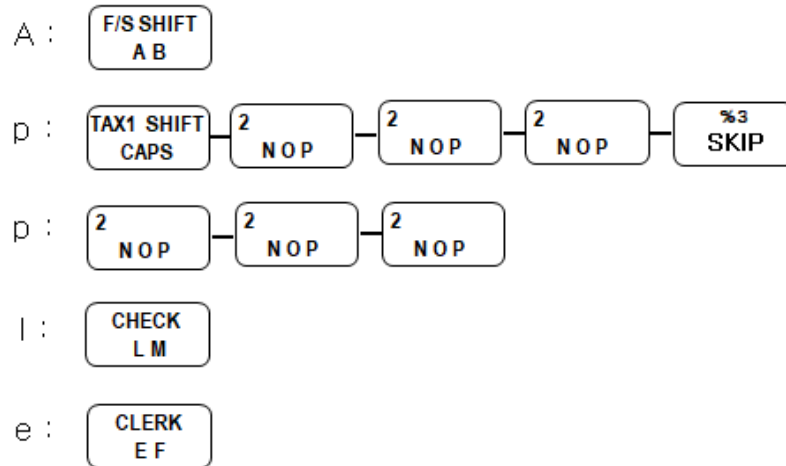 A : F/S SHIFT A B
p : TAX1 SHIFT CAPS 2 N O P 2 N O P 2 N O P %3 SKIP
p : 2 N O P 2 N O P 2 N O P
l : CHECK L M
e : CLERK E F